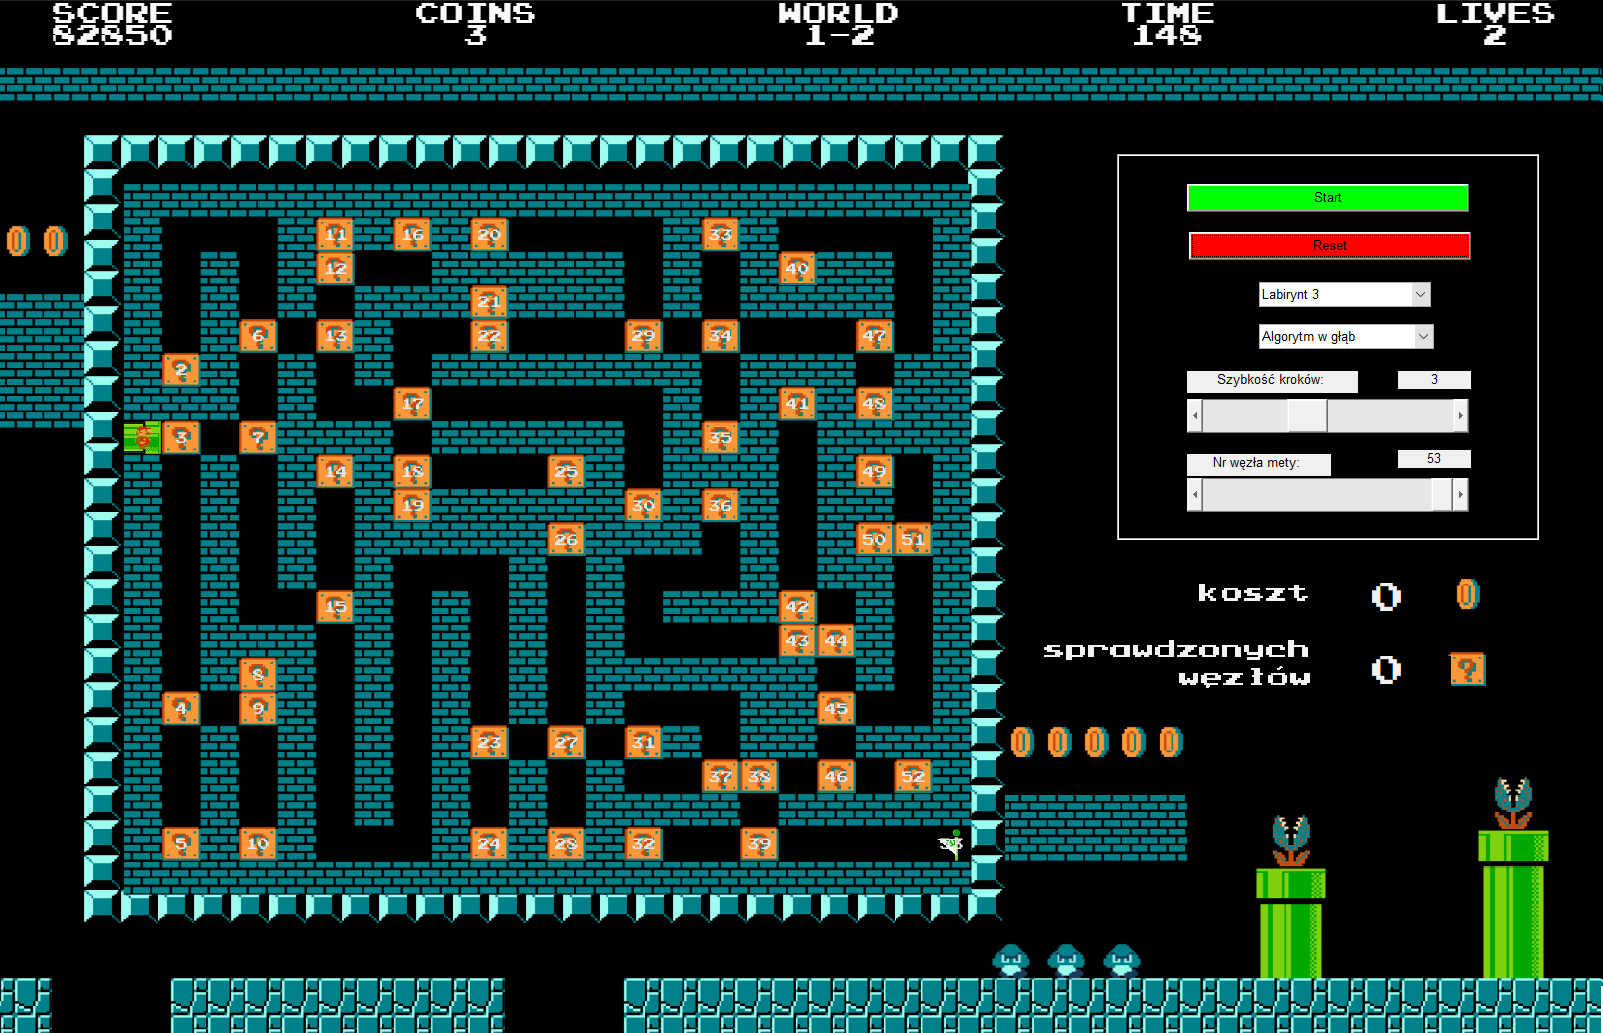 SCORE COINS WORLD TIME LIVES
82850 3 1-2 148 2
Start
Reset
Labirynt 3
Algorytm w głąb
Szybkość kroków: 3
Nr węzła mety: 53
koszt 0
sprawdzonych
węzłów 0
11 16 20 33
12 40
21
6 13 22 29 34 47
2
17 41 48
3 7 35
14 18 25 49
19 30 36
26 50 51
15 42
43 44
8
4 9 45
23 27 31
37 38 46 52
5 10 24 28 32 39 53